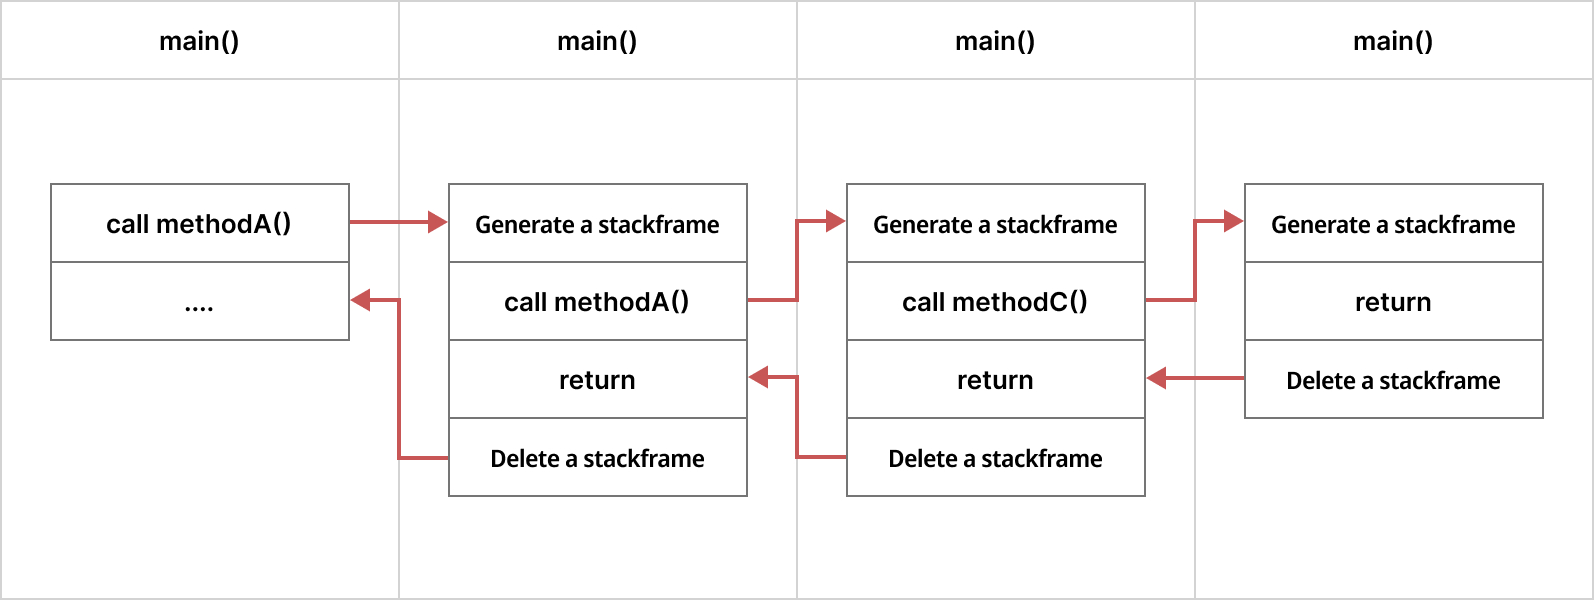 main()
main()
main()
main()
call methodA()
....
Generate a stackframe
call methodA()
return
Delete a stackframe
Generate a stackframe
call methodC()
return
Delete a stackframe
Generate a stackframe
return
Delete a stackframe